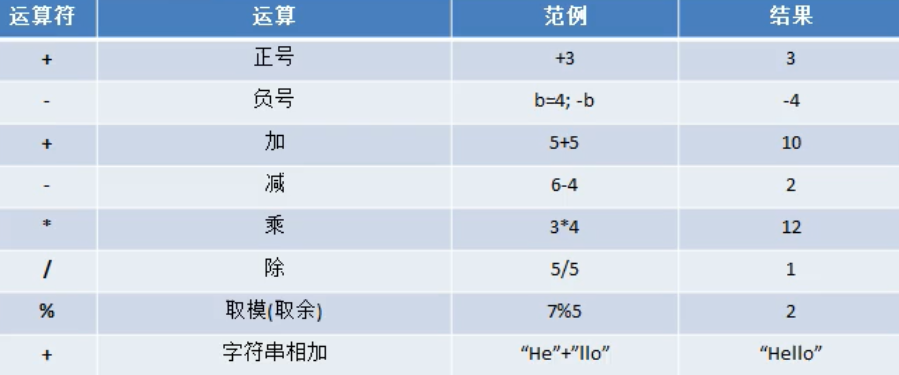 运算符 运算 范例 结果
+ 正号 +3 3
- 负号 b=4; -b -4
+ 加 5+5 10
- 减 6-4 2
* 乘 3*4 12
/ 除 5/5 1
% 取模(取余) 7%5 2
+ 字符串相加 “He”+”llo” “Hello”